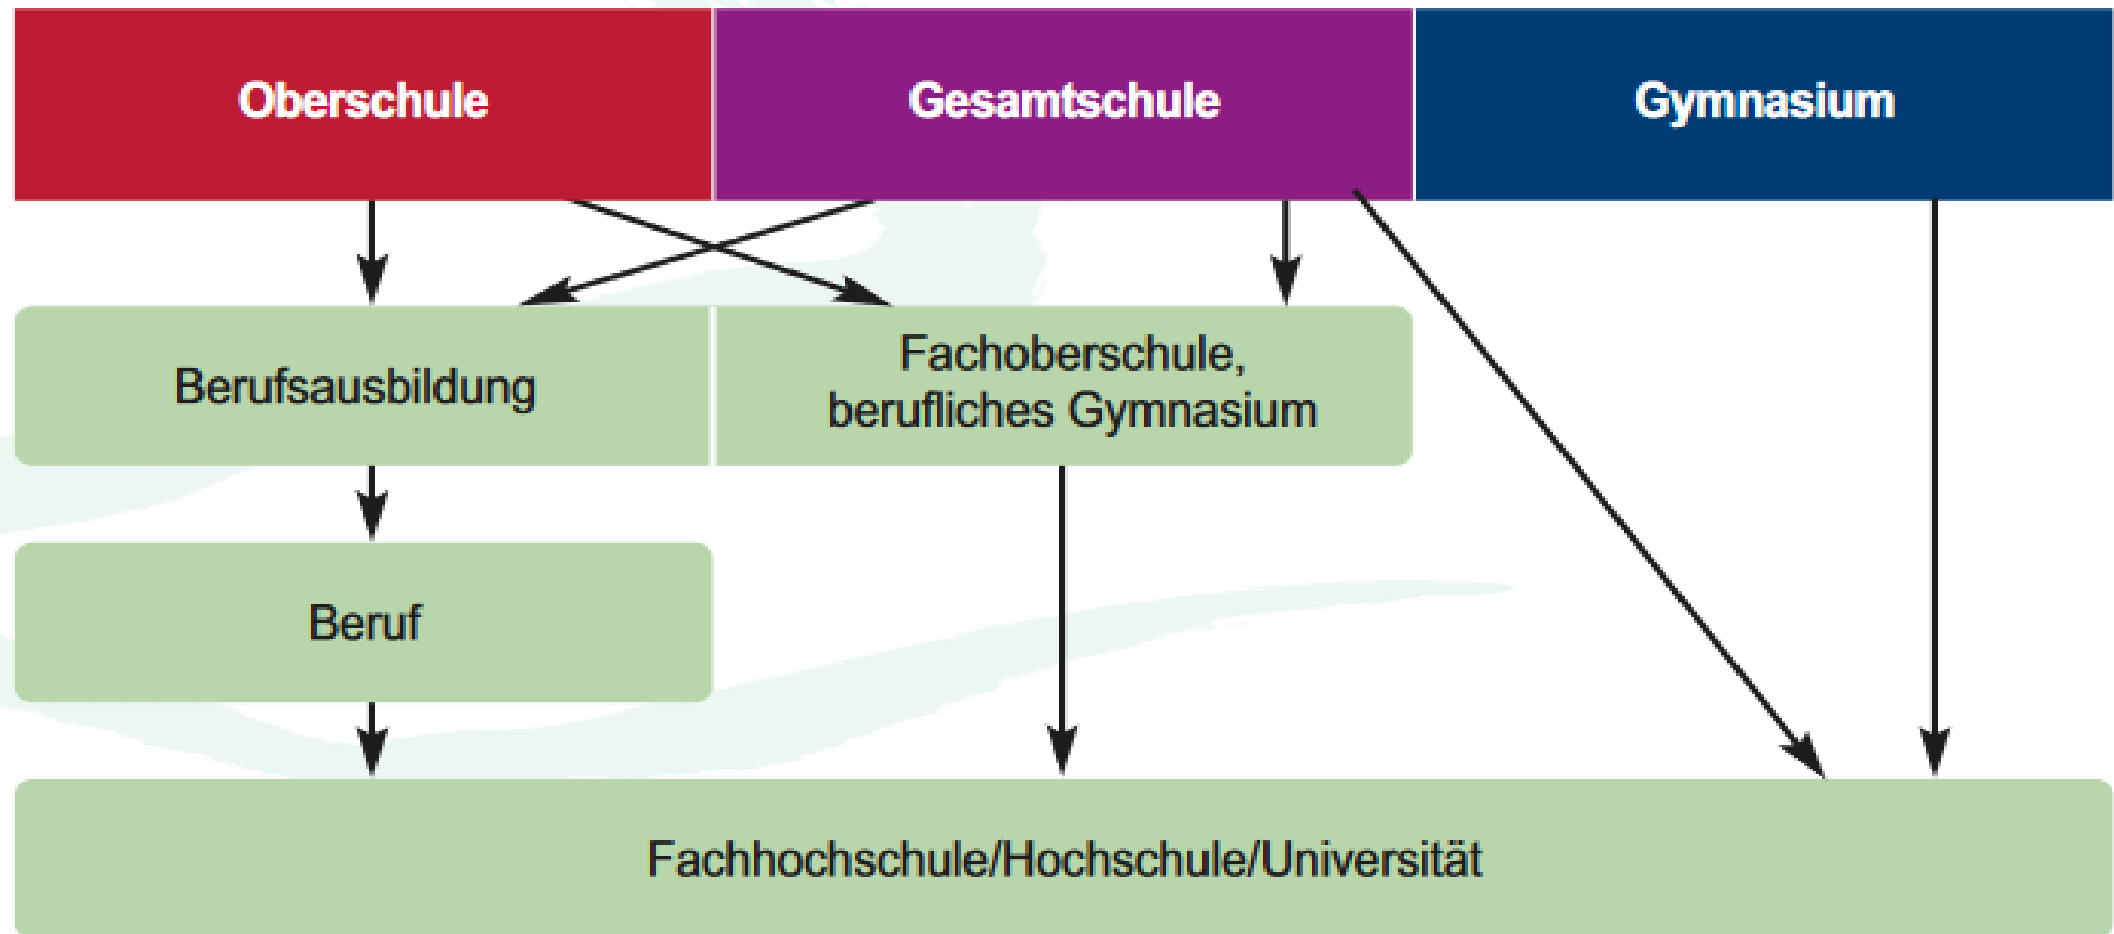 Oberschule
Gesamtschule
Gymnasium
Berufsausbildung
Fachoberschule,
berufliches Gymnasium
Beruf
Fachhochschule/Hochschule/Universität